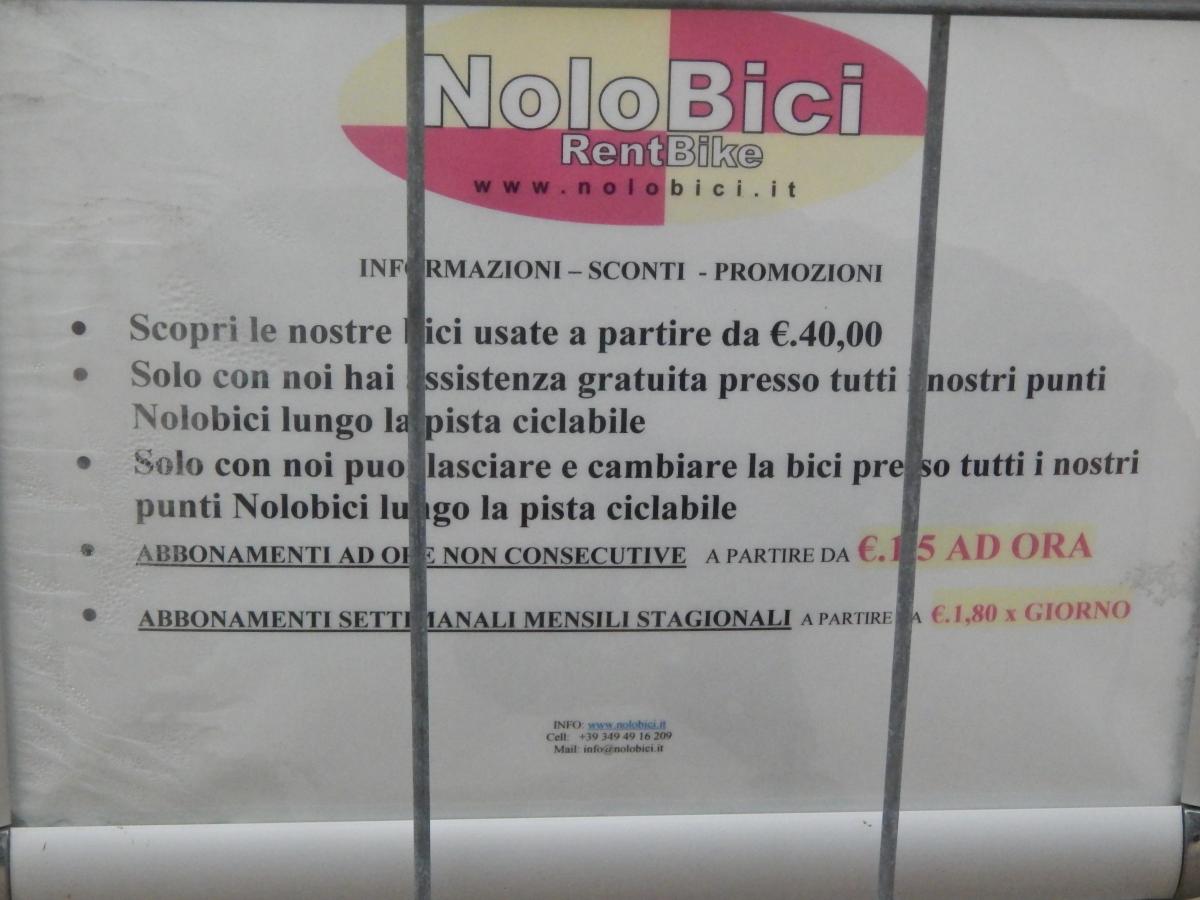 NoloBici
RentBike
www.nolobici.it
INFORMAZIONI – SCONTI - PROMOZIONI
• Scopri le nostre bici usate a partire da €.40,00
• Solo con noi hai assistenza gratuita presso tutti i nostri punti
Nolobici lungo la pista ciclabile
• Solo con noi puoi lasciare e cambiare la bici presso tutti i nostri
punti Nolobici lungo la pista ciclabile
• ABBONAMENTI AD ORE NON CONSECUTIVE A PARTIRE DA AD ORA
• ABBONAMENTI SETTIMANALI MENSILI STAGIONALI A PARTIRE DA €.1,80 x GIORNO
INFO: www.nolobici.it
Cell: +39 349 49 16 209
Mail: info@nolobici.it